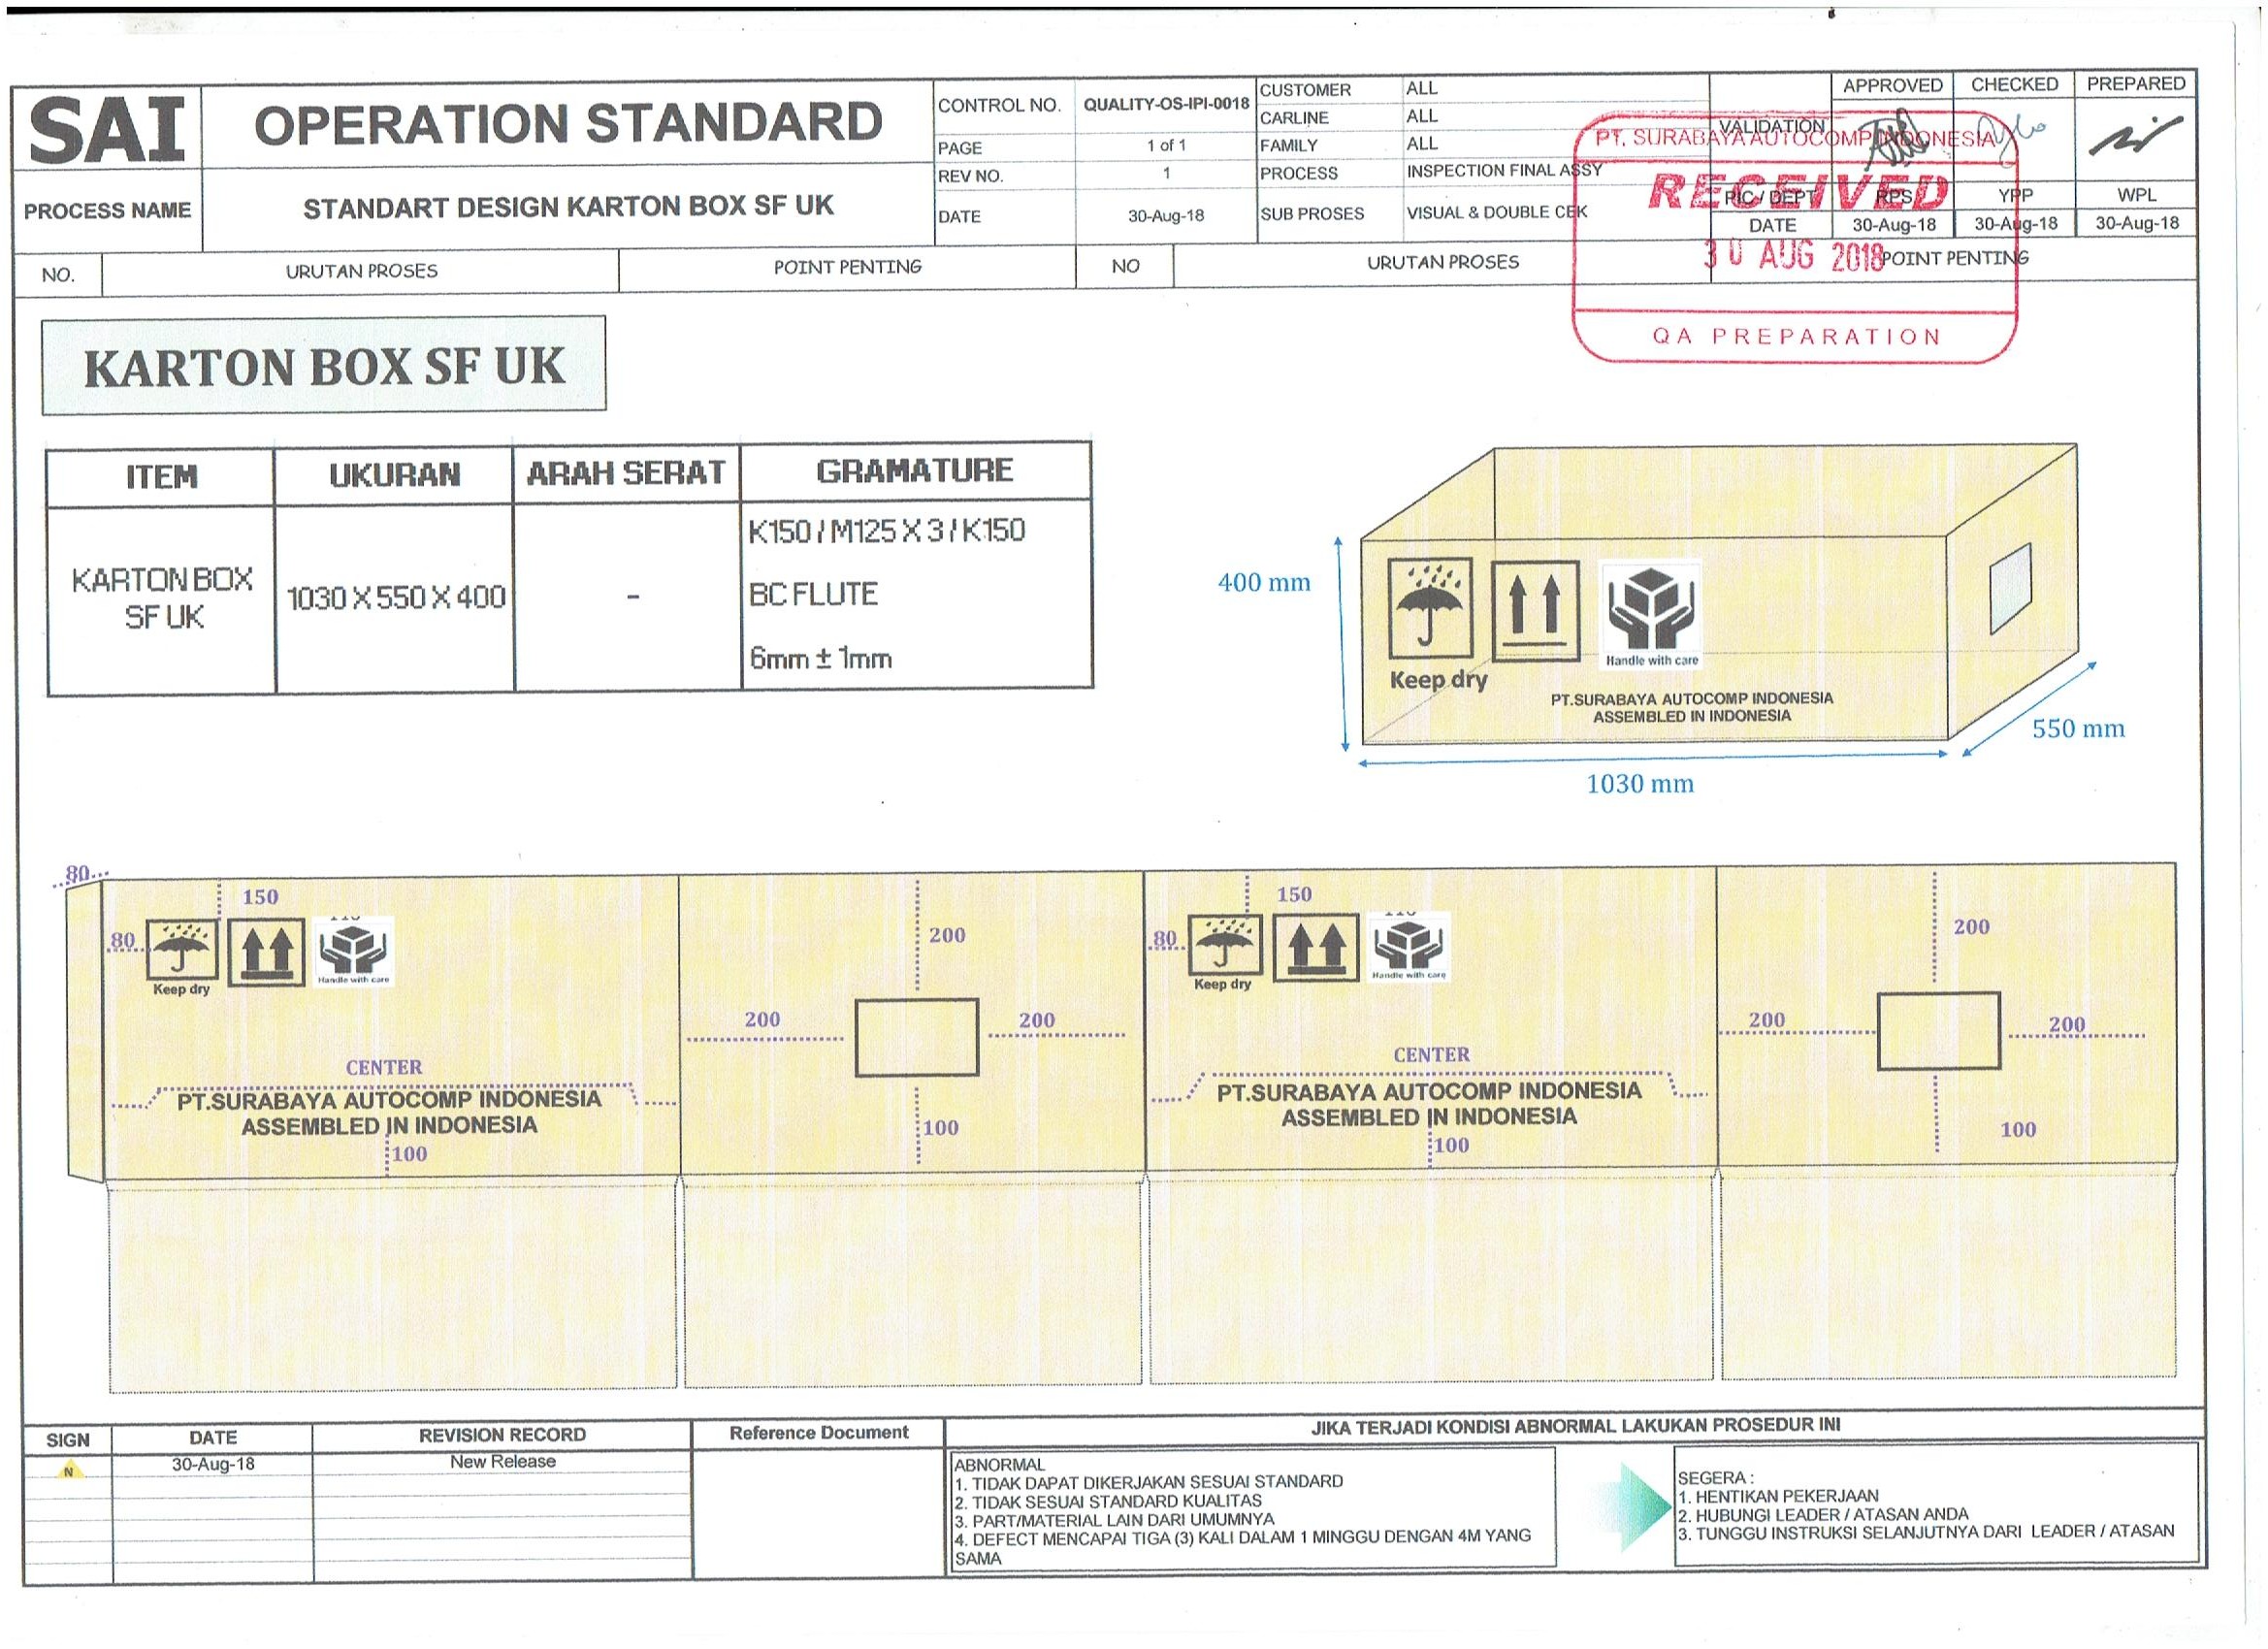 SAI
OPERATION STANDARD
CONTROL NO. QUALITY-OS-IPI-0018
PAGE 1 of 1
REV NO. 1
DATE 30-Aug-18
CUSTOMER ALL
CARLINE ALL
FAMILY ALL
PROCESS INSPECTION FINAL ASSY
SUB PROSES VISUAL & DOUBLE CEK
APPROVED CHECKED PREPARED
VALIDATION
PIC / DEPT RPS YPP WPL
DATE 30-Aug-18 30-Aug-18 30-Aug-18
PT. SURABAYA AUTOCOMP INDONESIA
RECEIVED
30 AUG 2018
QA PREPARATION
PROCESS NAME STANDART DESIGN KARTON BOX SF UK
NO. URUTAN PROSES POINT PENTING NO URUTAN PROSES POINT PENTING
KARTON BOX SF UK
ITEM UKURAN ARAH SERAT GRAMATURE
KARTON BOX
SF UK
1030 X 550 X 400
-
K150 / M125 X 3 / K150
BC FLUTE
6mm ± 1mm
400 mm
Keep dry
Handle with care
PT.SURABAYA AUTOCOMP INDONESIA
ASSEMBLED IN INDONESIA
550 mm
1030 mm
80
150
80
Keep dry
Handle with care
CENTER
PT.SURABAYA AUTOCOMP INDONESIA
ASSEMBLED IN INDONESIA
100
200
200 200
100
150
80
Keep dry
Handle with care
CENTER
PT.SURABAYA AUTOCOMP INDONESIA
ASSEMBLED IN INDONESIA
100
200
200 200
100
SIGN DATE REVISION RECORD
N 30-Aug-18 New Release
Reference Document
JIKA TERJADI KONDISI ABNORMAL LAKUKAN PROSEDUR INI
ABNORMAL
1. TIDAK DAPAT DIKERJAKAN SESUAI STANDARD
2. TIDAK SESUAI STANDARD KUALITAS
3. PART/MATERIAL LAIN DARI UMUMNYA
4. DEFECT MENCAPAI TIGA (3) KALI DALAM 1 MINGGU DENGAN 4M YANG
SAMA
SEGERA :
1. HENTIKAN PEKERJAAN
2. HUBUNGI LEADER / ATASAN ANDA
3. TUNGGU INSTRUKSI SELANJUTNYA DARI LEADER / ATASAN